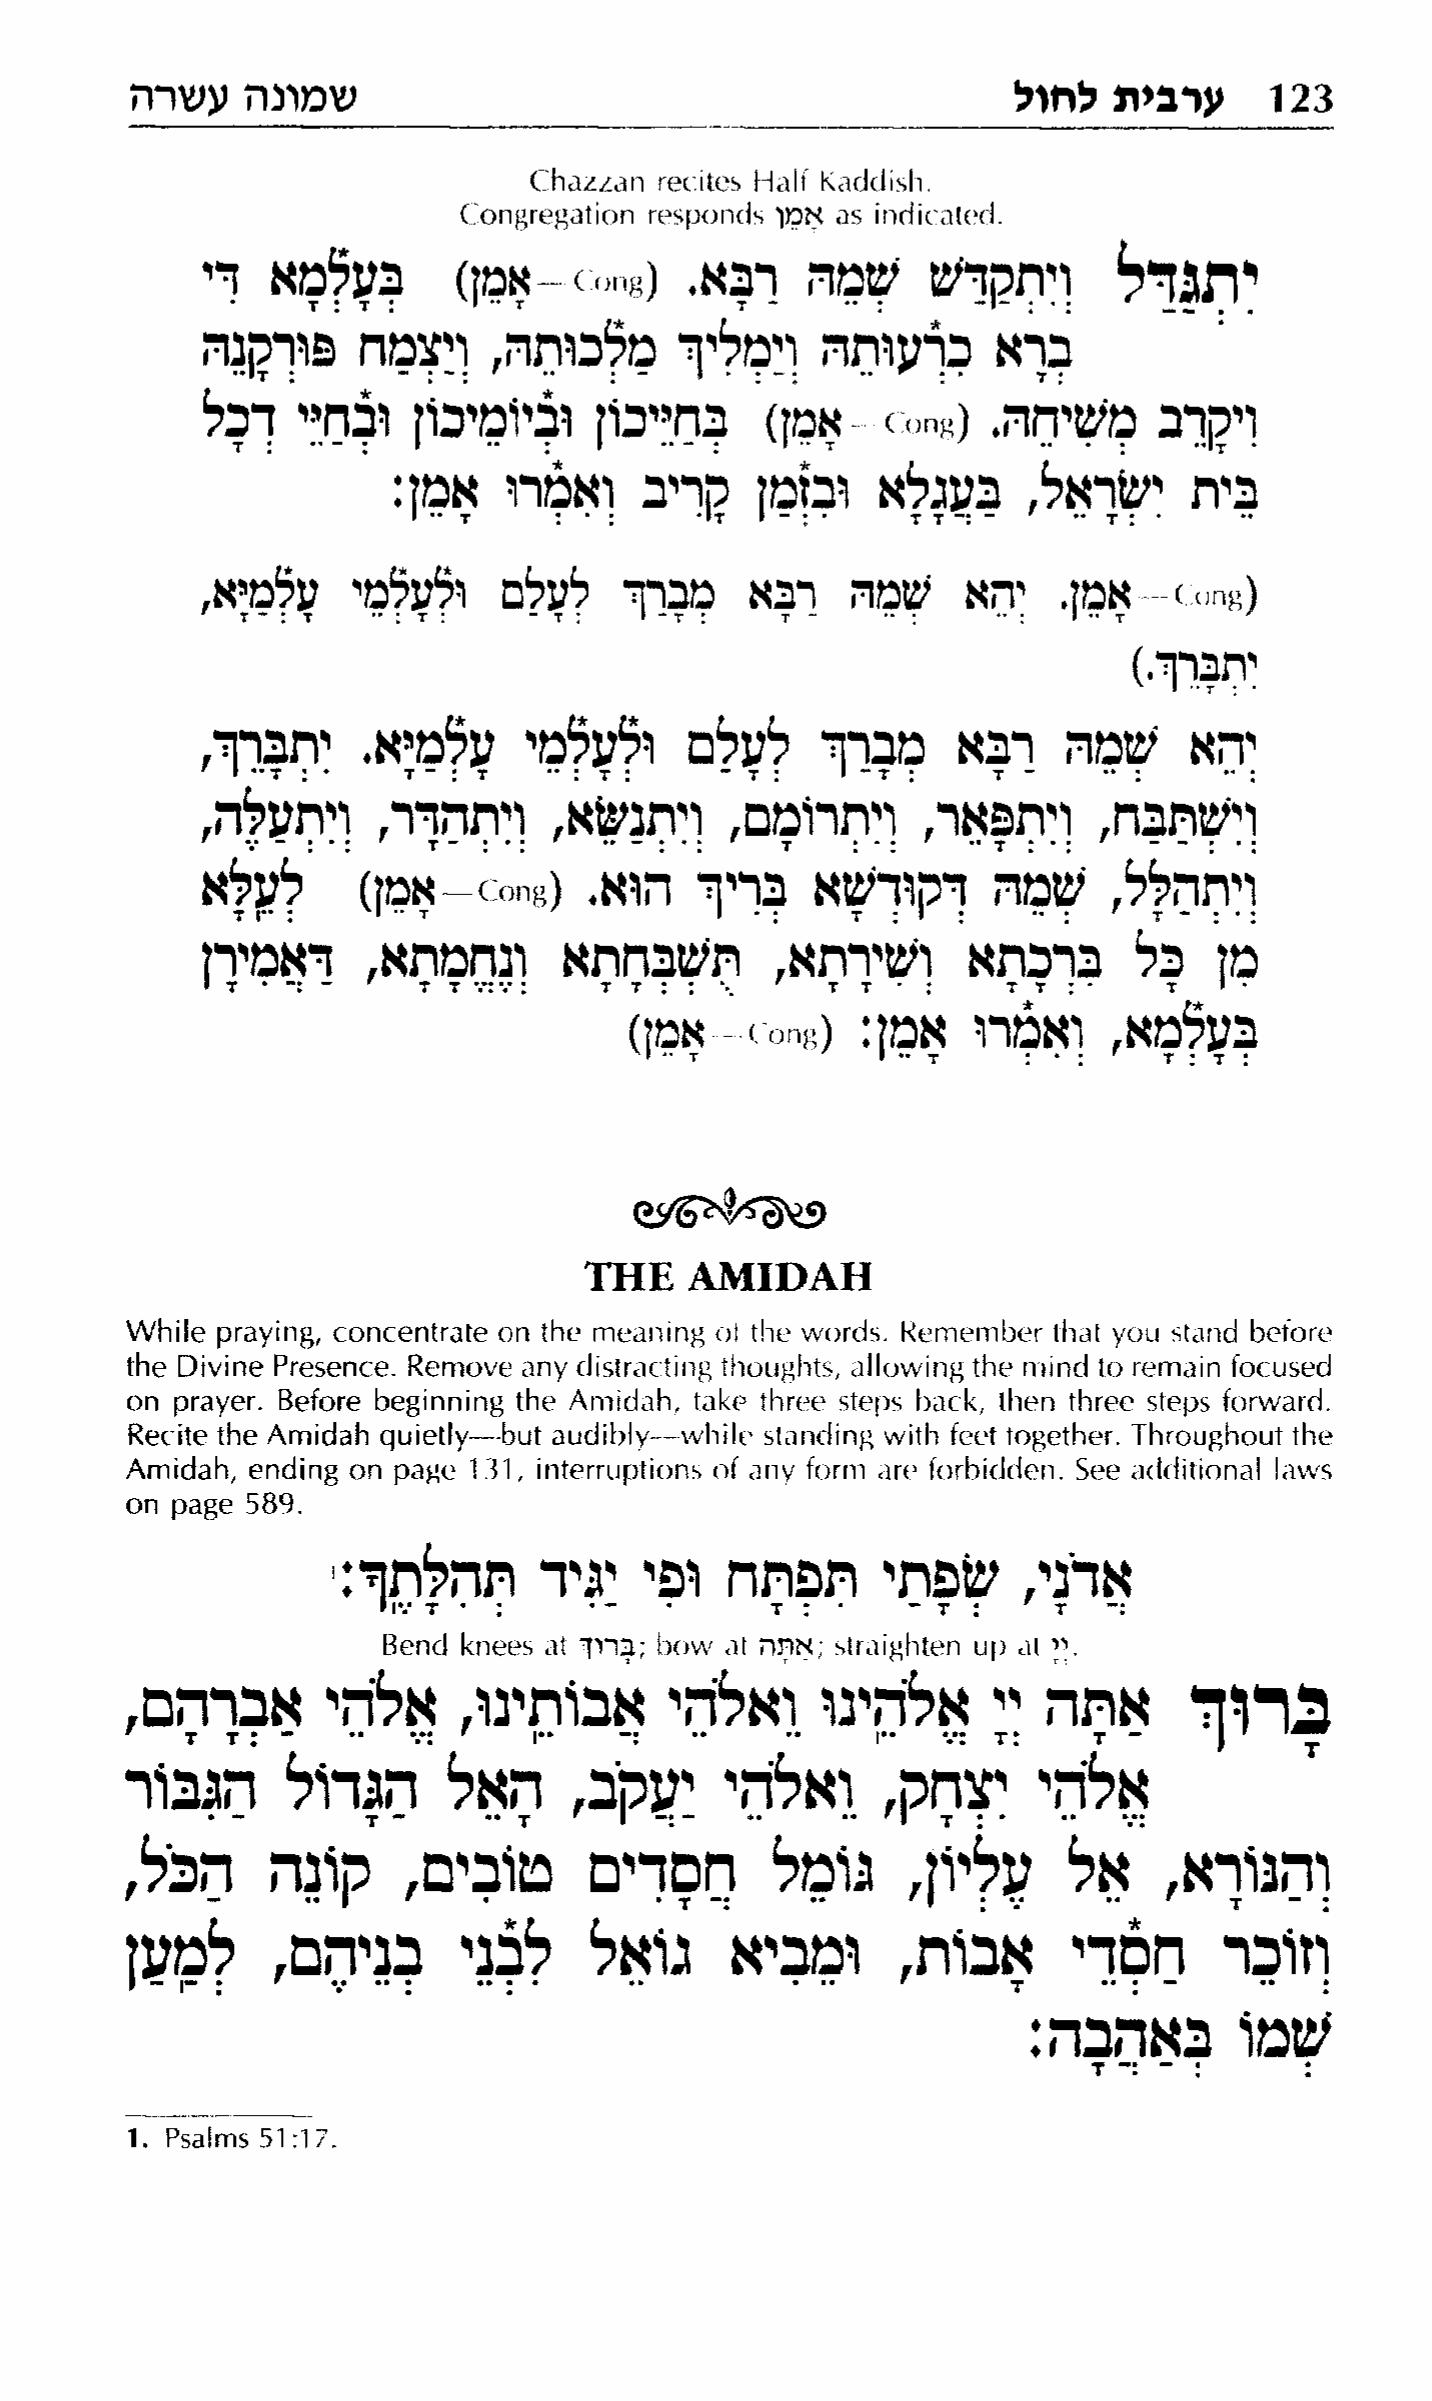 123 ערבית לחול שמונה עשרה
Chazzan recites Half Kaddish.
Congregation responds אָמֵן as indicated.
יִתְגַּדַּל וְיִתְקַדַּשׁ שְׁמֵהּ רַבָּא. (Cong—אָמֵן) בְּעָלְ*מָא דִּי
בְרָא כִרְ*עוּתֵהּ וְיַמְלִיךְ מַלְ*כוּתֵהּ, וְיַצְמַח פּוּרְקָנֵהּ
וִיקָרֵב מְשִׁיחֵהּ. (Cong—אָמֵן) בְּחַיֵּיכוֹן וּבְ*יוֹמֵיכוֹן וּבְ*חַיֵּי דְכָל
בֵּית יִשְׂרָאֵל, בַּעֲגָלָא וּבִזְ*מַן קָרִיב וְאִמְ*רוּ אָמֵן:
(Cong—אָמֵן. יְהֵא שְׁמֵהּ רַבָּא מְבָרַךְ לְעָלַם וּלְ*עָלְ*מֵי עָלְ*מַיָּא,
יִתְבָּרֵךְ.)
יְהֵא שְׁמֵהּ רַבָּא מְבָרַךְ לְעָלַם וּלְ*עָלְ*מֵי עָלְ*מַיָּא. יִתְבָּרֵךְ,
וְיִשְׁתַּבַּח, וְיִתְפָּאֵר, וְיִתְרוֹמָם, וְיִתְנַשֵּׂא, וְיִתְהַדָּר, וְיִתְעַלֶּה,
וְיִתְהַלָּל, שְׁמֵהּ דְּקוּדְשָׁא בְּרִיךְ הוּא. (Cong—אָמֵן) לְעֵלָּא
מִן כָּל בִּרְכָתָא וְשִׁירָתָא, תֻּשְׁבְּחָתָא וְנֶחֱמָתָא, דַּאֲמִירָן
בְּעָלְ*מָא, וְאִמְ*רוּ אָמֵן: (Cong—אָמֵן)
THE AMIDAH
While praying, concentrate on the meaning of the words. Remember that you stand before
the Divine Presence. Remove any distracting thoughts, allowing the mind to remain focused
on prayer. Before beginning the Amidah, take three steps back, then three steps forward.
Recite the Amidah quietly—but audibly—while standing with feet together. Throughout the
Amidah, ending on page 131, interruptions of any form are forbidden. See additional laws
on page 589.
אֲדֹנָי, שְׂפָתַי תִּפְתָּח וּפִי יַגִּיד תְּהִלָּתֶךָ:¹
Bend knees at בָּרוּךְ; bow at אַתָּה; straighten up at יְיָ.
בָּרוּךְ אַתָּה יְיָ אֱלֹהֵינוּ וֵאלֹהֵי אֲבוֹתֵינוּ, אֱלֹהֵי אַבְרָהָם,
אֱלֹהֵי יִצְחָק, וֵאלֹהֵי יַעֲקֹב, הָאֵל הַגָּדוֹל הַגִּבּוֹר
וְהַנּוֹרָא, אֵל עֶלְיוֹן, גּוֹמֵל חֲסָדִים טוֹבִים, קוֹנֵה הַכֹּל,
וְזוֹכֵר חַסְ*דֵי אָבוֹת, וּמֵבִיא גוֹאֵל לִבְ*נֵי בְנֵיהֶם, לְמַעַן
שְׁמוֹ בְּאַהֲבָה:
1. Psalms 51:17.